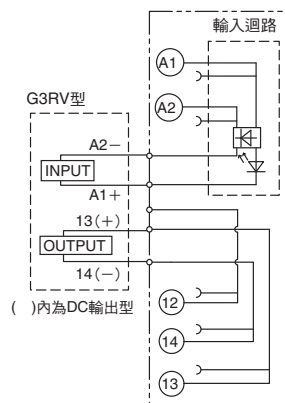 輸入迴路
A1
A2
G3RV型
A2−
INPUT
A1+
13(+)
OUTPUT
14(−)
( )內為DC輸出型
12
14
13